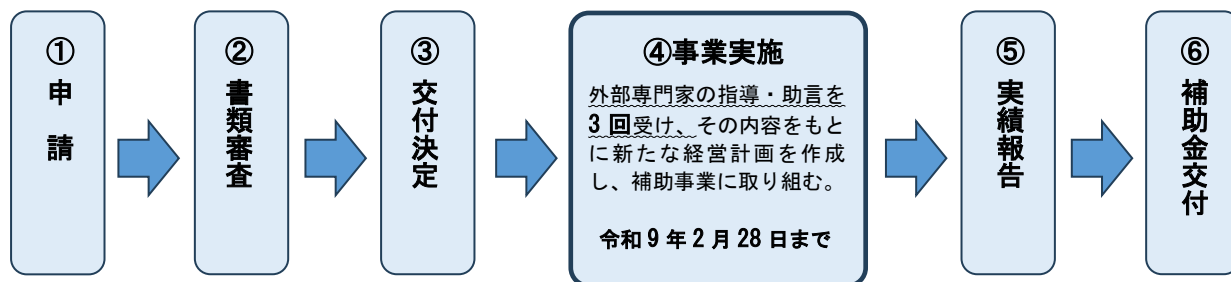 ①
申請
②
書類審査
③
交付決定
④事業実施
外部専門家の指導・助言を
3回受け、その内容をもと
に新たな経営計画を作成
し、補助事業に取り組む。
令和9年2月28日まで
⑤
実績報告
⑥
補助金交付